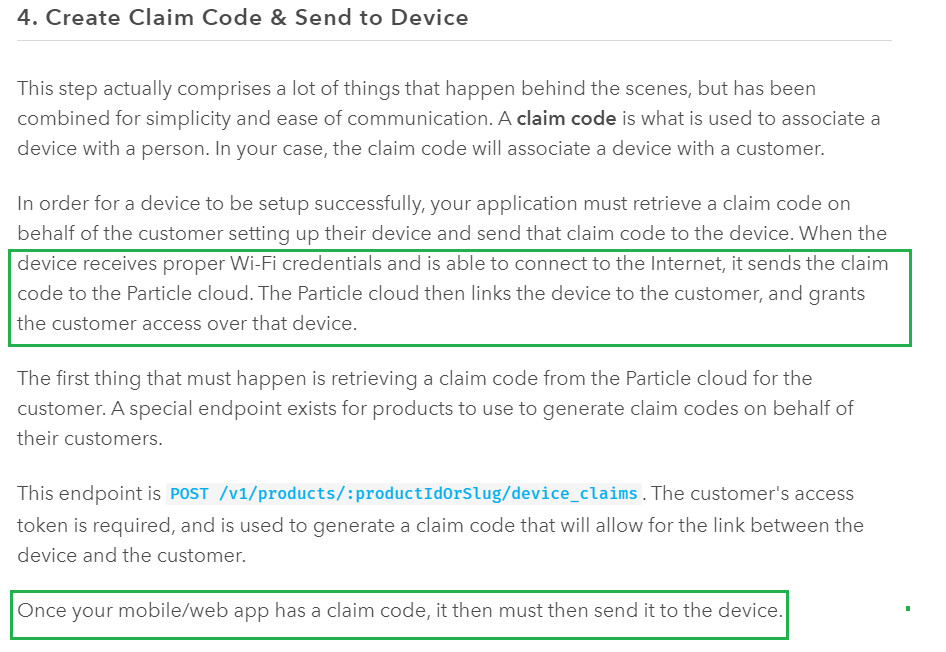 4. Create Claim Code & Send to Device
This step actually comprises a lot of things that happen behind the scenes, but has been
combined for simplicity and ease of communication. A claim code is what is used to associate a
device with a person. In your case, the claim code will associate a device with a customer.
In order for a device to be setup successfully, your application must retrieve a claim code on
behalf of the customer setting up their device and send that claim code to the device. When the
device receives proper Wi-Fi credentials and is able to connect to the Internet, it sends the claim
code to the Particle cloud. The Particle cloud then links the device to the customer, and grants
the customer access over that device.
The first thing that must happen is retrieving a claim code from the Particle cloud for the
customer. A special endpoint exists for products to use to generate claim codes on behalf of
their customers.
This endpoint is POST /v1/products/:productIdOrSlug/device_claims. The customer's access
token is required, and is used to generate a claim code that will allow for the link between the
device and the customer.
Once your mobile/web app has a claim code, it then must then send it to the device.